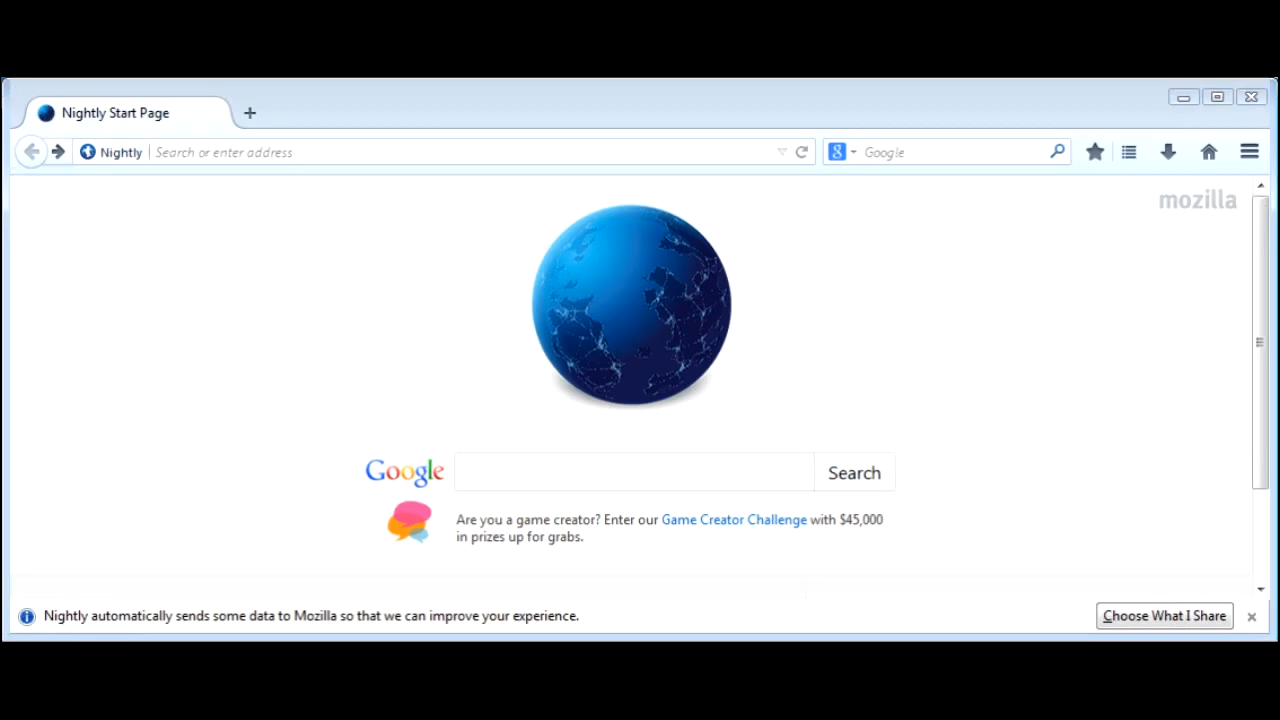 Nightly Start Page
Nightly Search or enter address
8 Google
mozilla
Google
Search
Are you a game creator? Enter our Game Creator Challenge with $45,000
in prizes up for grabs.
Nightly automatically sends some data to Mozilla so that we can improve your experience.
Choose What I Share